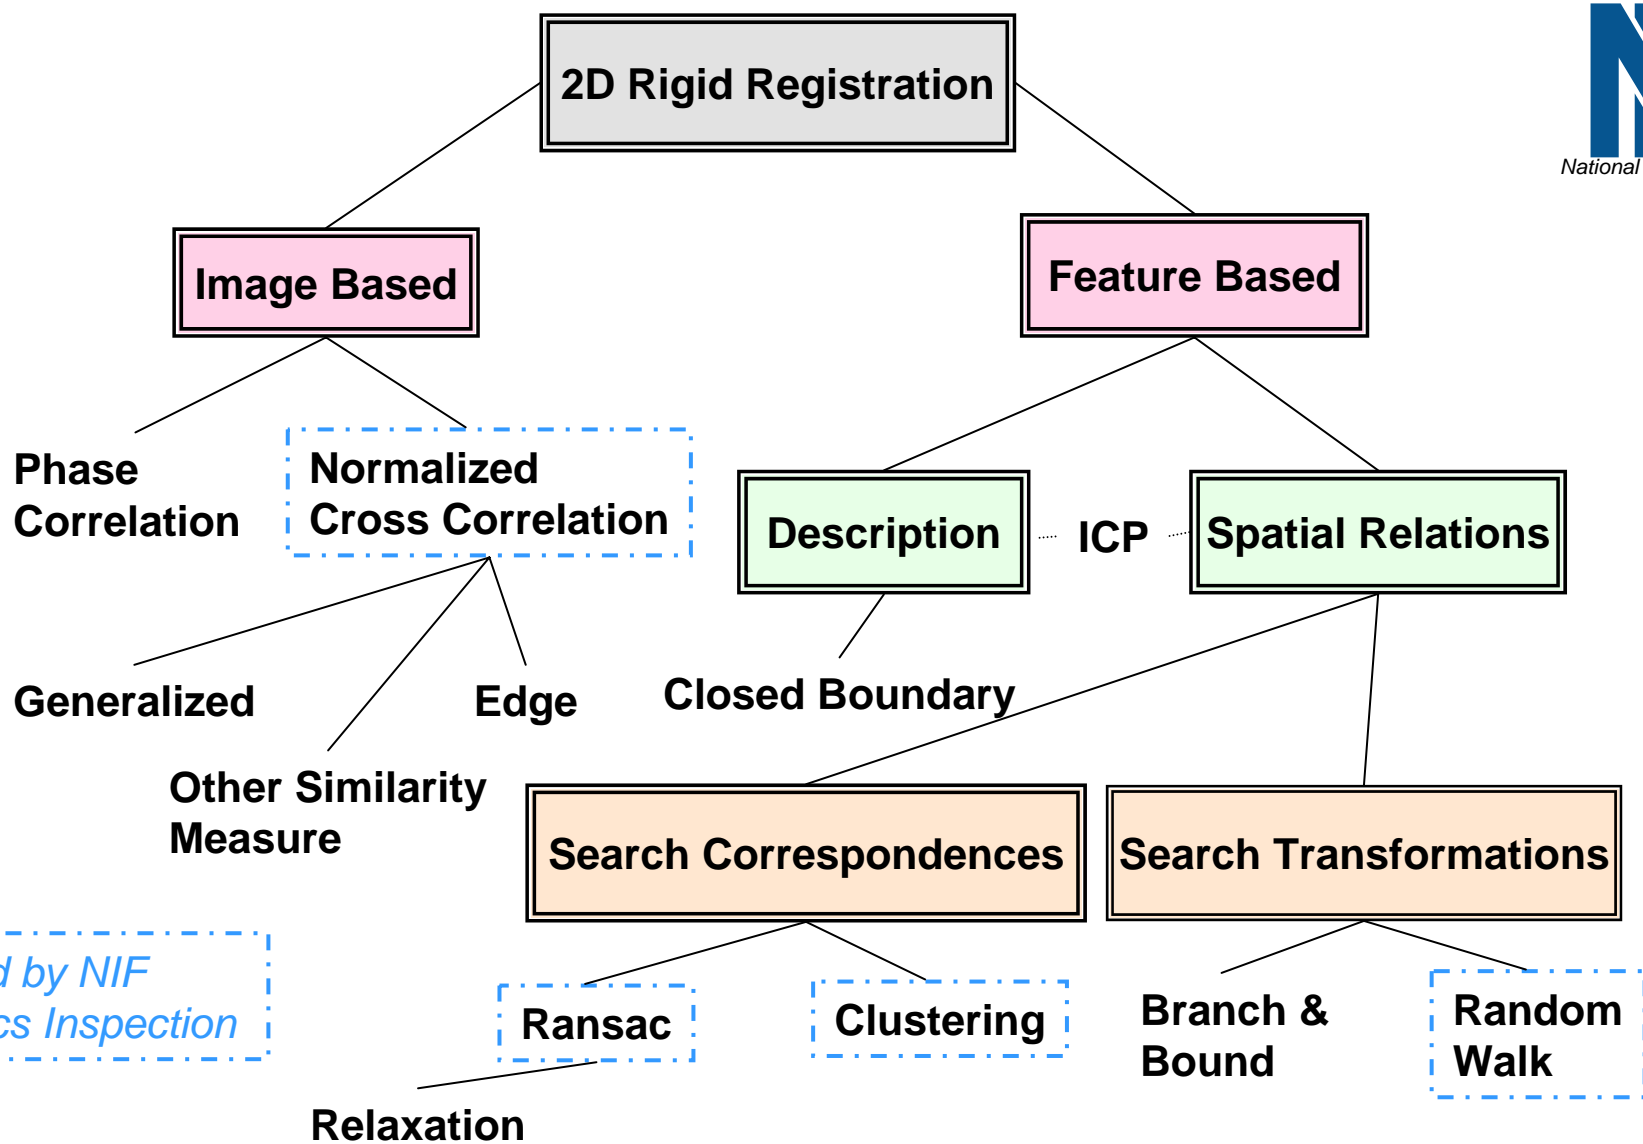 2D Rigid Registration
National
Image Based
Feature Based
Phase
Correlation
Normalized
Cross Correlation
Description
ICP
Spatial Relations
Generalized
Edge
Closed Boundary
Other Similarity
Measure
Search Correspondences
Search Transformations
by NIF
Inspection
Ransac
Clustering
Branch &
Bound
Random
Walk
Relaxation